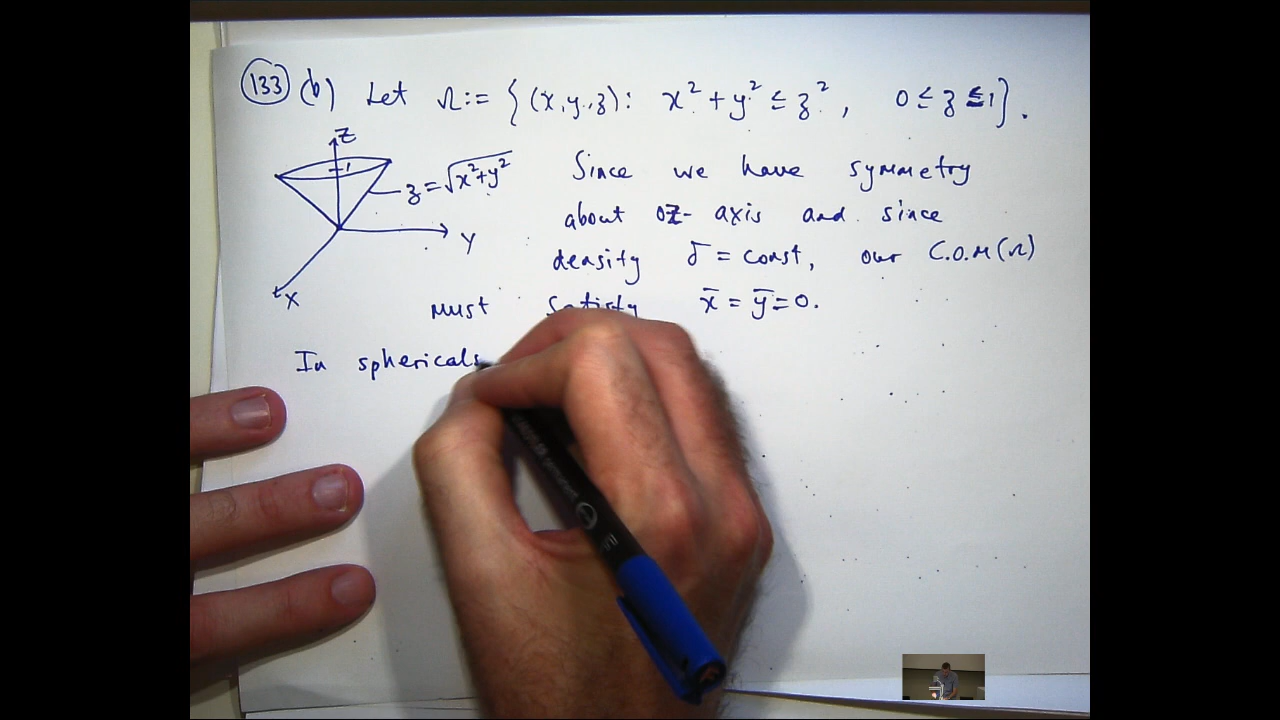 133 (b) Let Ω := {(x,y,z): x² + y² ≤ z², 0 ≤ z ≤ 1}.
z
1
z = √x²+y²
y
x
Since we have symmetry
about oz-axis and since
density δ = const, our C.O.M(Ω)
must satisfy x̄ = ȳ = 0.
In sphericals